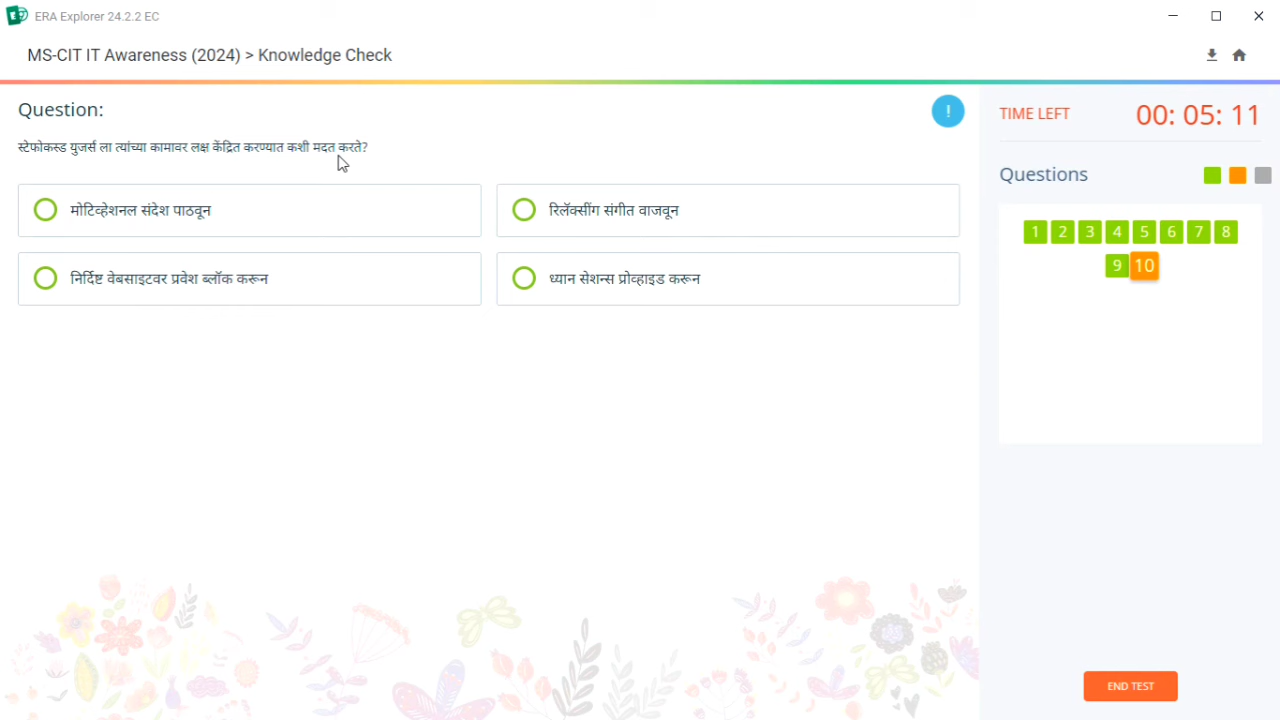 ERA Explorer 24.2.2 EC
MS-CIT IT Awareness (2024) > Knowledge Check
Question:
!
स्टेफोकस्ड युजर्स ला त्यांच्या कामावर लक्ष केंद्रित करण्यात कशी मदत करते?
मोटिव्हेशनल संदेश पाठवून
रिलॅक्सींग संगीत वाजवून
निर्दिष्ट वेबसाइटवर प्रवेश ब्लॉक करून
ध्यान सेशन्स प्रोव्हाइड करून
TIME LEFT
00: 05: 11
Questions
1 2 3 4 5 6 7 8
9 10
END TEST